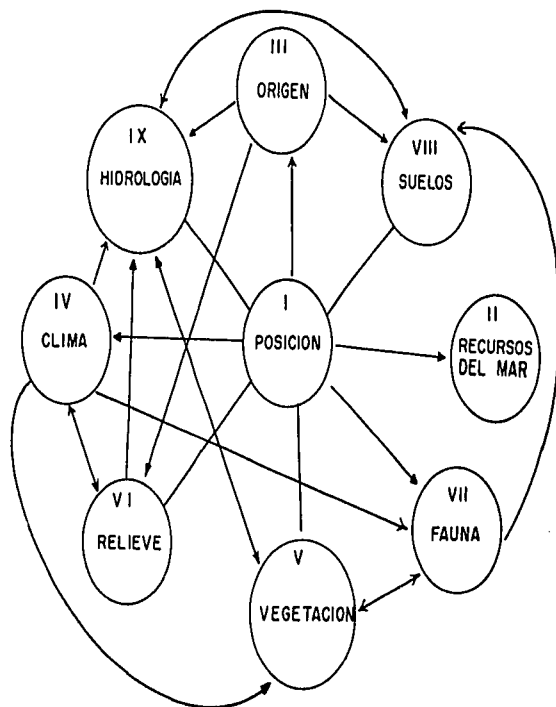 III
ORIGEN
IX
HIDROLOGIA
VIII
SUELOS
IV
CLIMA
I
POSICION
II
RECURSOS
DEL MAR
VI
RELIEVE
VII
FAUNA
V
VEGETACION